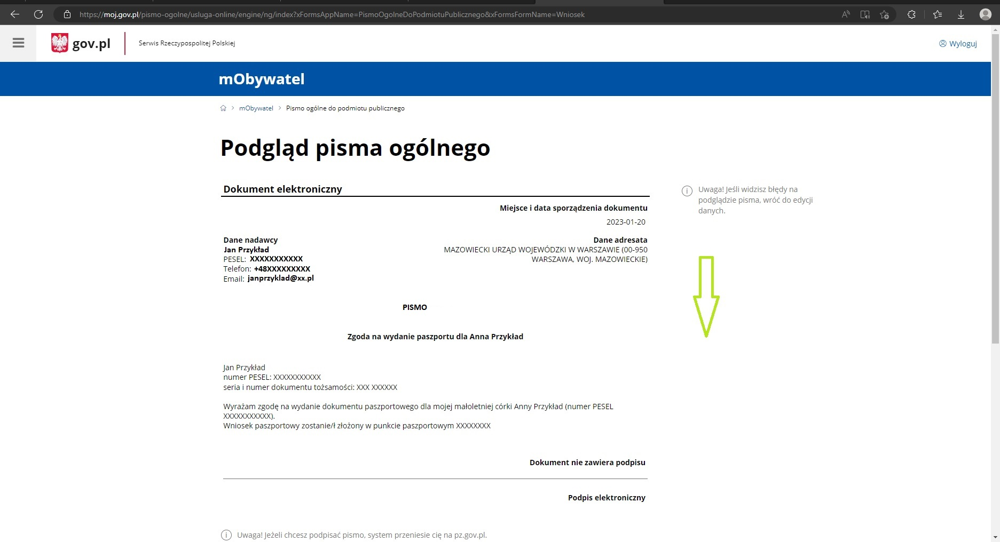 https://moj.gov.pl/pismo-ogolne/usluga-online/engine/ng/index?xFormsAppName=PismoOgolneDoPodmiotuPublicznego&xFormsFormName=Wniosek
gov.pl
Serwis Rzeczypospolitej Polskiej
Wyloguj
mObywatel
mObywatel > Pismo ogólne do podmiotu publicznego
Podgląd pisma ogólnego
Dokument elektroniczny
Uwaga! Jeśli widzisz błędy na
podglądzie pisma, wróć do edycji
danych.
Miejsce i data sporządzenia dokumentu
2023-01-20
Dane nadawcy
Jan Przykład
PESEL: XXXXXXXXXXX
Telefon: +48XXXXXXXXX
Email: janprzyklad@xx.pl
Dane adresata
MAZOWIECKI URZĄD WOJEWÓDZKI W WARSZAWIE (00-950
WARSZAWA, WOJ. MAZOWIECKIE)
PISMO
Zgoda na wydanie paszportu dla Anna Przykład
Jan Przykład
numer PESEL: XXXXXXXXXXX
seria i numer dokumentu tożsamości: XXX XXXXXX
Wyrażam zgodę na wydanie dokumentu paszportowego dla mojej małoletniej córki Anny Przykład (numer PESEL
XXXXXXXXXXX).
Wniosek paszportowy zostanie/ł złożony w punkcie paszportowym XXXXXXXX
Dokument nie zawiera podpisu
Podpis elektroniczny
Uwaga! Jeżeli chcesz podpisać pismo, system przeniesie cię na pz.gov.pl.